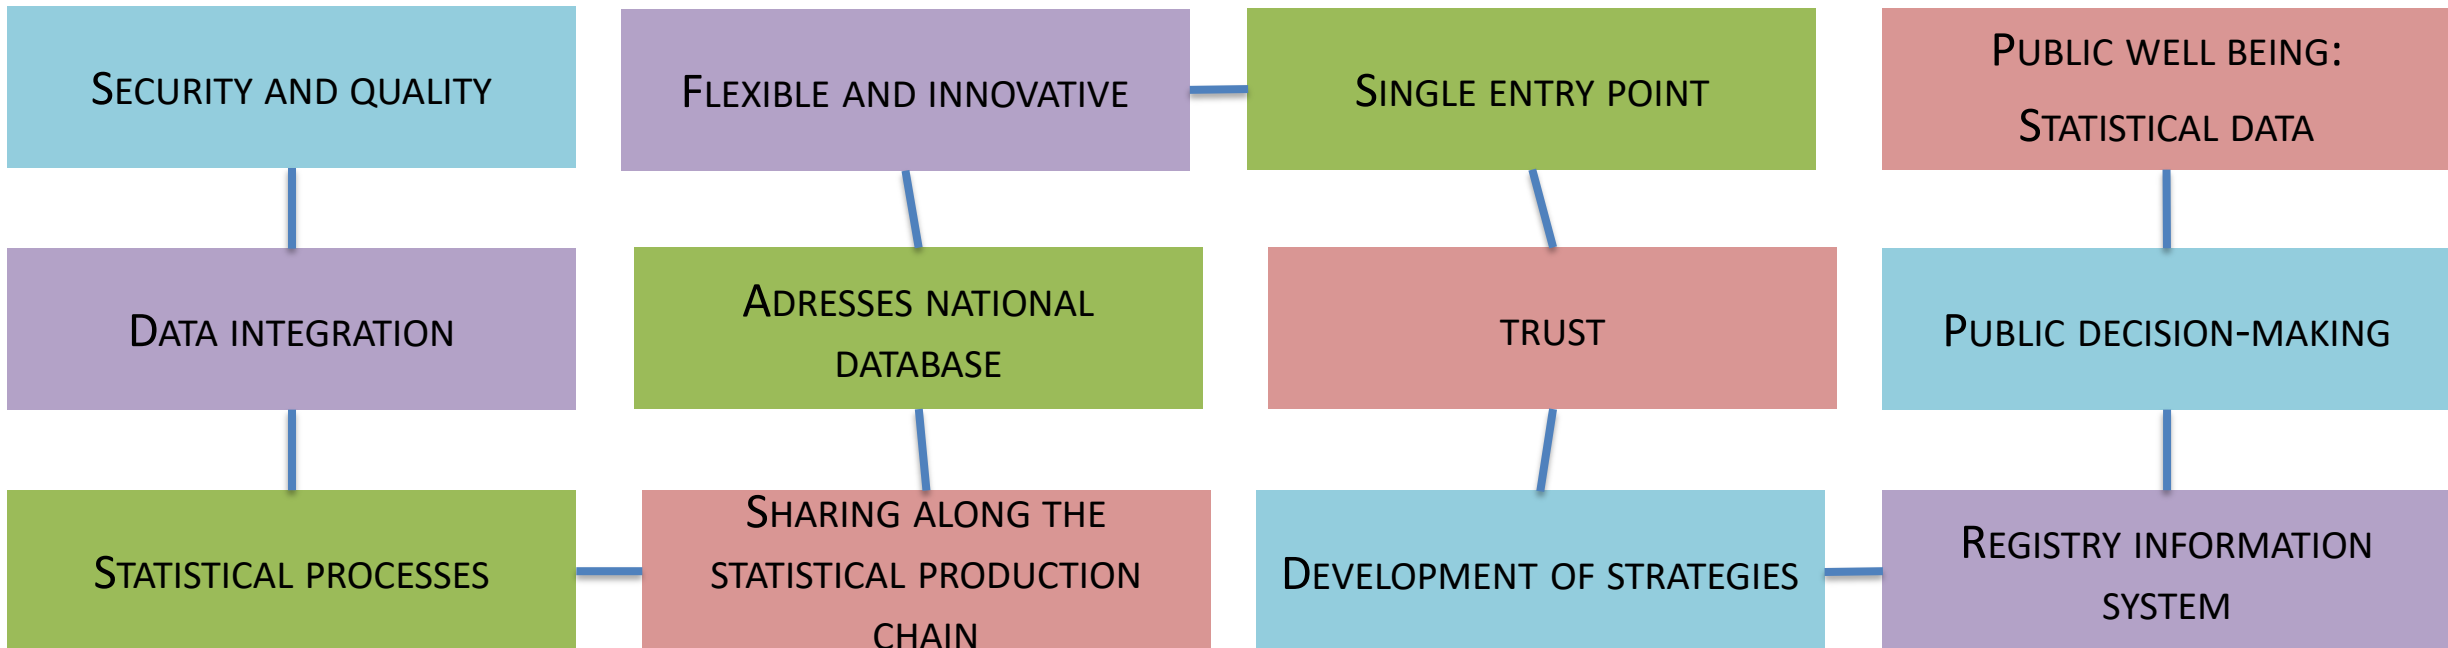 Security and quality
Flexible and innovative
Single entry point
Public well being:
Statistical data
Data integration
Adresses national
database
trust
Public decision-making
Statistical processes
Sharing along the
statistical production
chain
Development of strategies
Registry information
system